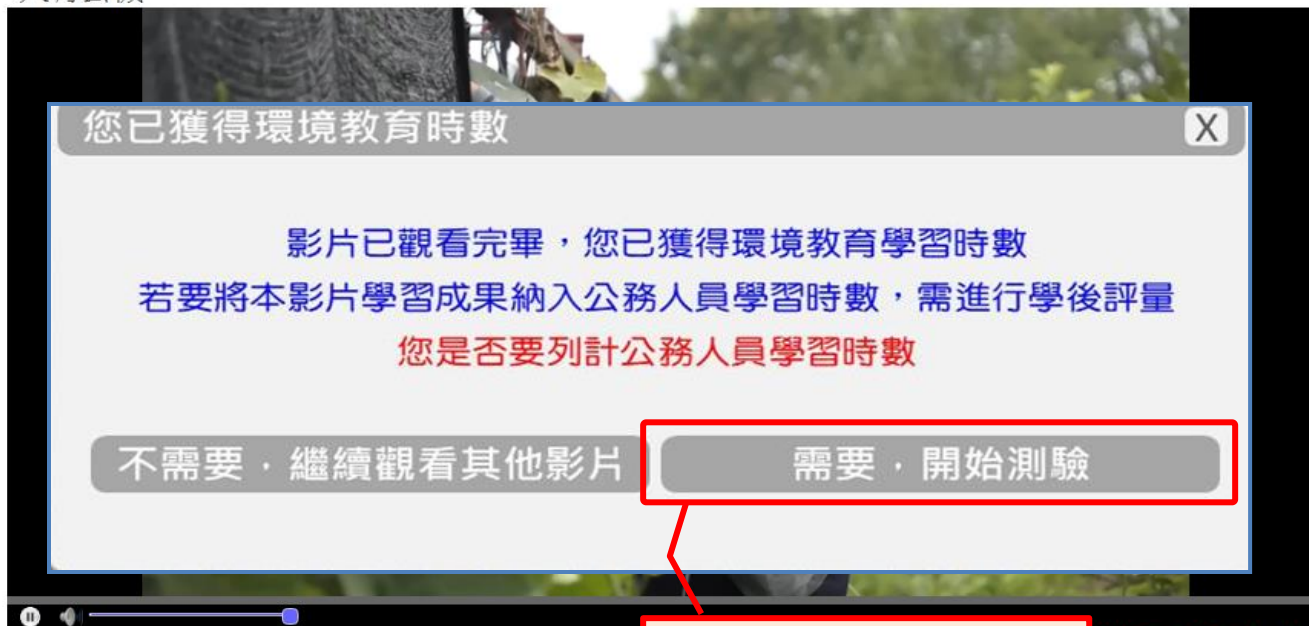 您已獲得環境教育時數
X
影片已觀看完畢，您已獲得環境教育學習時數
若要將本影片學習成果納入公務人員學習時數，需進行學後評量
您是否要列計公務人員學習時數
不需要．繼續觀看其他影片
需要．開始測驗